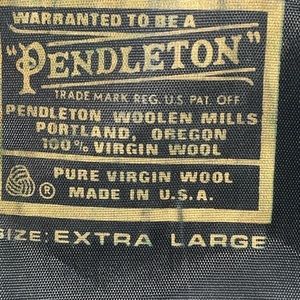 WARRANTED TO BE A
"PENDLETON"
TRADE MARK REG. U.S. PAT. OFF.
PENDLETON WOOLEN MILLS
PORTLAND, OREGON
100% VIRGIN WOOL
® PURE VIRGIN WOOL
MADE IN U.S.A.
SIZE: EXTRA LARGE